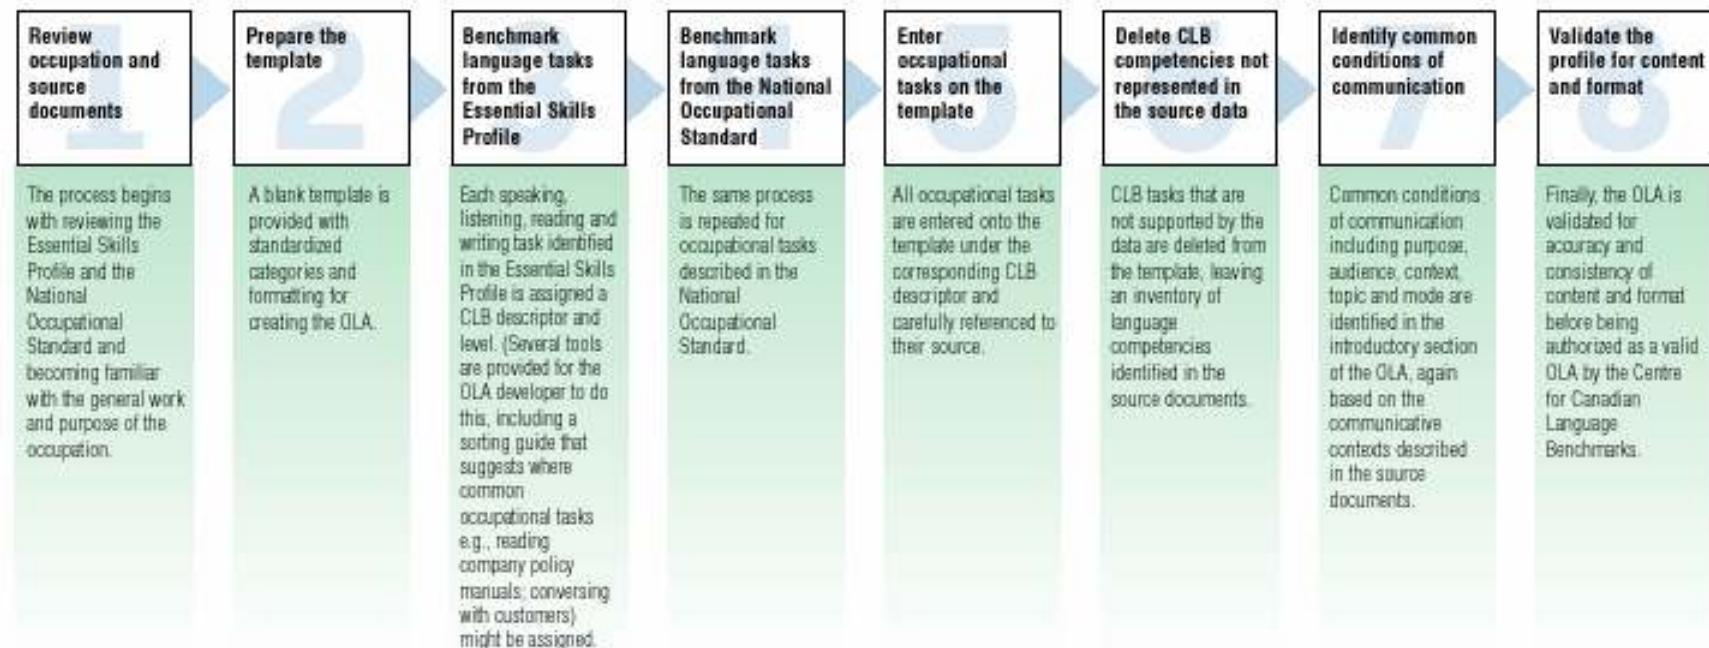 1
Review
occupation and
source
documents
The process begins
with reviewing the
Essential Skills
Profile and the
National
Occupational
Standard and
becoming familiar
with the general work
and purpose of the
occupation.
2
Prepare the
template
A blank template is
provided with
standardized
categories and
formatting for
creating the OLA.
3
Benchmark
language tasks
from the
Essential Skills
Profile
Each speaking,
listening, reading and
writing task identified
in the Essential Skills
Profile is assigned a
CLB descriptor and
level. (Several tools
are provided for the
OLA developer to do
this, including a
sorting guide that
suggests where
common
occupational tasks
e.g., reading
company policy
manuals; conversing
with customers)
might be assigned.
4
Benchmark
language tasks
from the National
Occupational
Standard
The same process
is repeated for
occupational tasks
described in the
National
Occupational
Standard.
5
Enter
occupational
tasks on the
template
All occupational tasks
are entered onto the
template under the
corresponding CLB
descriptor and
carefully referenced to
their source.
6
Delete CLB
competencies not
represented in
the source data
CLB tasks that are
not supported by the
data are deleted from
the template, leaving
an inventory of
language
competencies
identified in the
source documents.
7
Identify common
conditions of
communication
Common conditions
of communication
including purpose,
audience, context,
topic and mode are
identified in the
introductory section
of the OLA, again
based on the
communicative
contexts described
in the source
documents.
8
Validate the
profile for content
and format
Finally, the OLA is
validated for
accuracy and
consistency of
content and format
before being
authorized as a valid
OLA by the Centre
for Canadian
Language
Benchmarks.